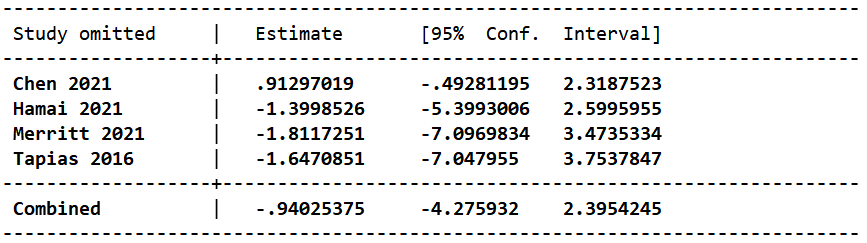 Study omitted | Estimate [95% Conf. Interval]
Chen 2021 | .91297019 -.49281195 2.3187523
Hamai 2021 | -1.3998526 -5.3993006 2.5995955
Merritt 2021 | -1.8117251 -7.0969834 3.4735334
Tapias 2016 | -1.6470851 -7.047955 3.7537847
Combined | -.94025375 -4.275932 2.3954245